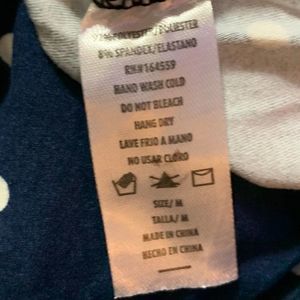 92% POLYESTER/POLIESTER
8% SPANDEX/ELASTANO
RN#164559
HAND WASH COLD
DO NOT BLEACH
HANG DRY
LAVE FRIO A MANO
NO USAR CLORO
SIZE/ M
TALLA/ M
MADE IN CHINA
HECHO EN CHINA